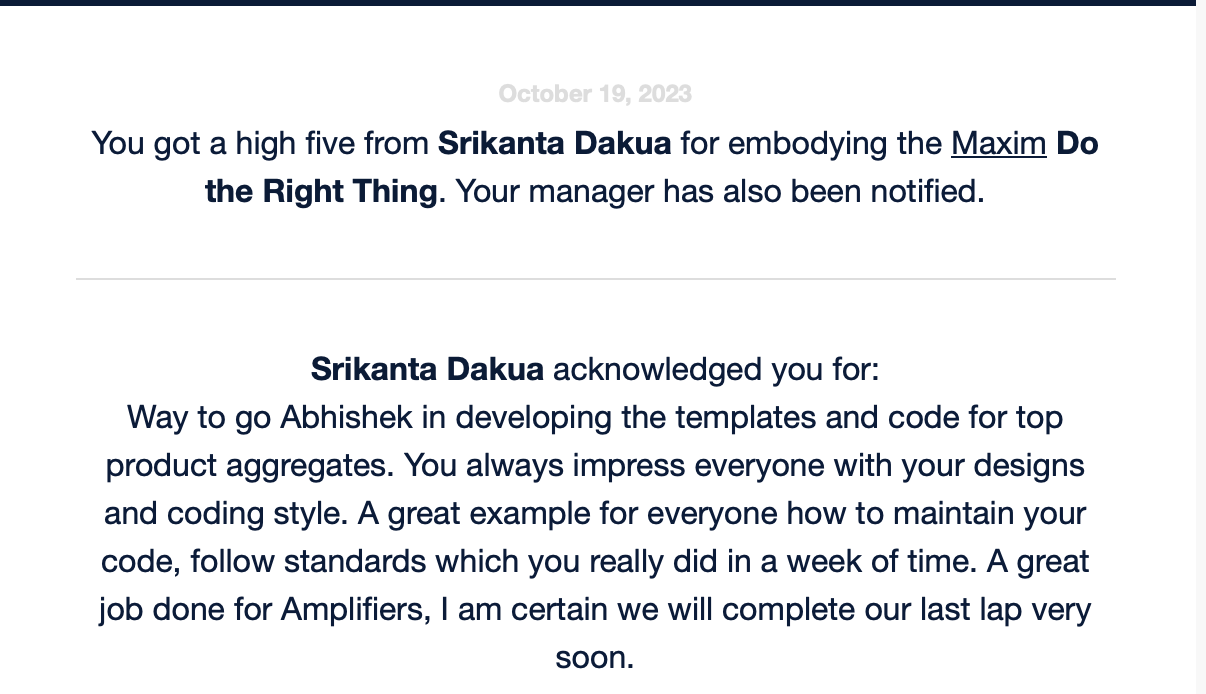 October 19, 2023
You got a high five from Srikanta Dakua for embodying the Maxim Do
the Right Thing. Your manager has also been notified.
Srikanta Dakua acknowledged you for:
Way to go Abhishek in developing the templates and code for top
product aggregates. You always impress everyone with your designs
and coding style. A great example for everyone how to maintain your
code, follow standards which you really did in a week of time. A great
job done for Amplifiers, I am certain we will complete our last lap very
soon.